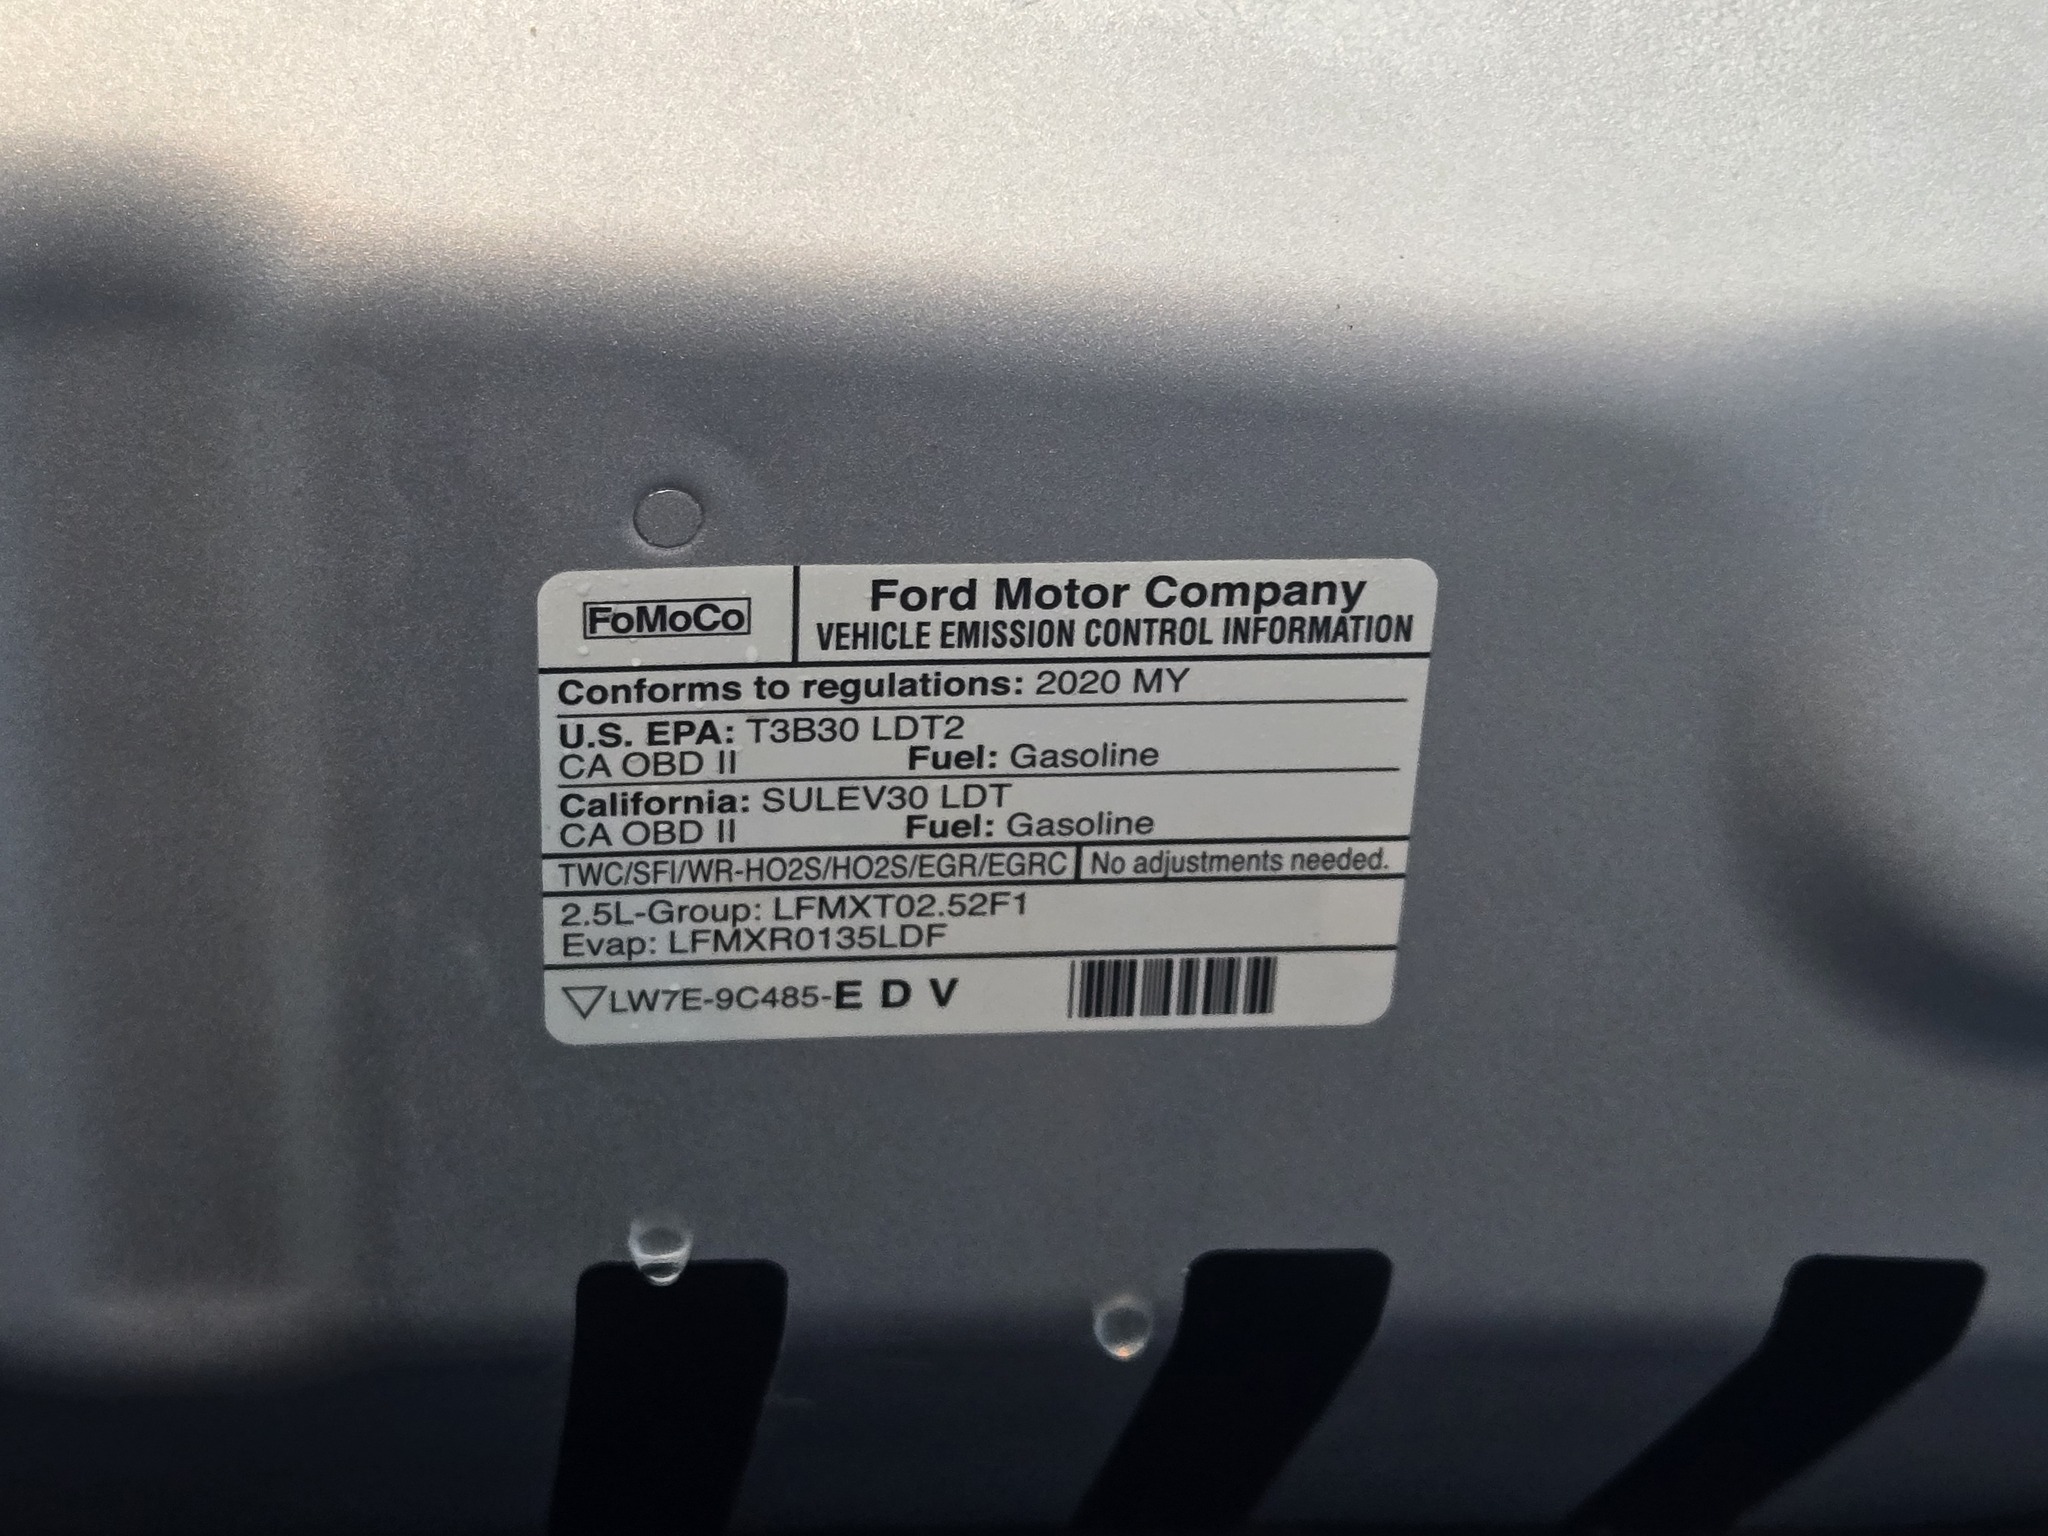 FoMoCo
Ford Motor Company
VEHICLE EMISSION CONTROL INFORMATION
Conforms to regulations: 2020 MY
U.S. EPA: T3B30 LDT2
CA OBD II Fuel: Gasoline
California: SULEV30 LDT
CA OBD II Fuel: Gasoline
TWC/SFI/WR-HO2S/HO2S/EGR/EGRC No adjustments needed.
2.5L-Group: LFMXT02.52F1
Evap: LFMXR0135LDF
LW7E-9C485-E D V